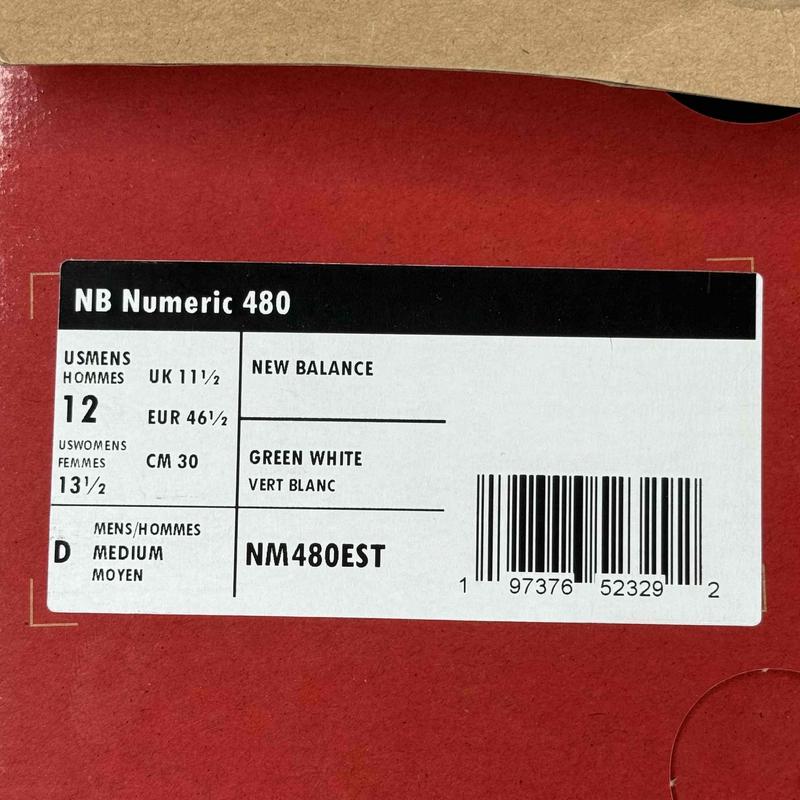 NB Numeric 480
USMENS
HOMMES
12
USWOMENS
FEMMES
13½
UK 11½
EUR 46½
CM 30
NEW BALANCE
GREEN WHITE
VERT BLANC
D
MENS/HOMMES
MEDIUM
MOYEN
NM480EST
1 97376 52329 2